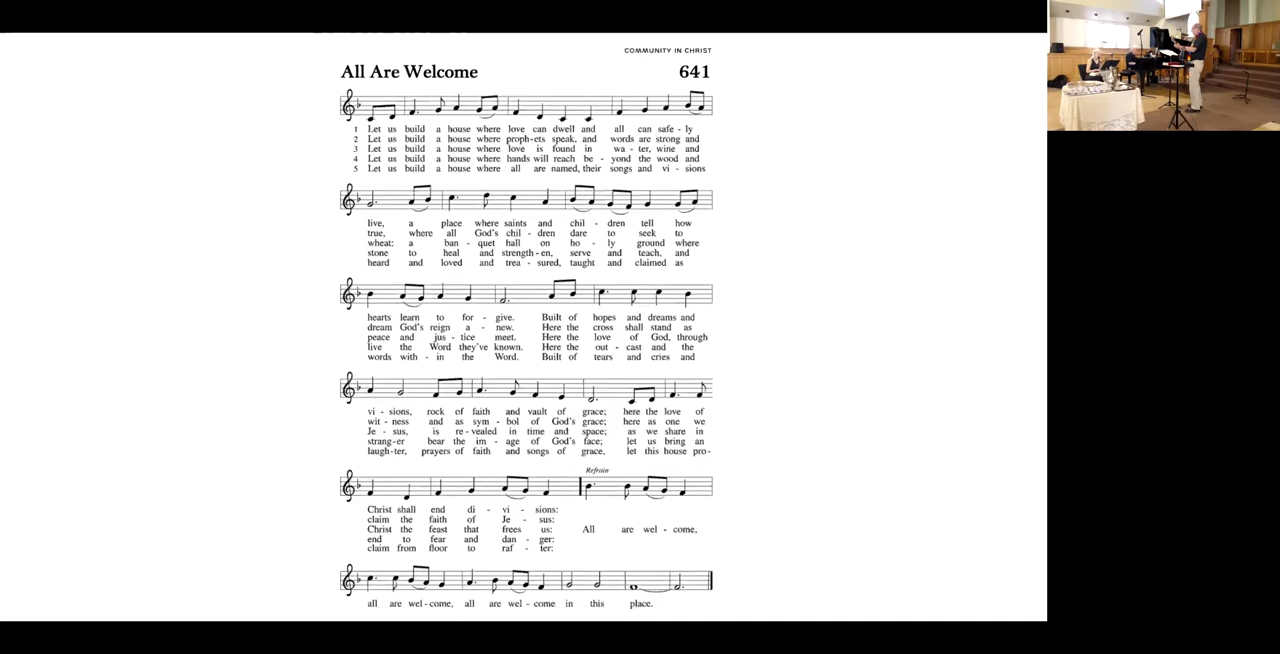 COMMUNITY IN CHRIST
All Are Welcome 641
1 Let us build a house where love can dwell and all can safe - ly
2 Let us build a house where proph - ets speak, and words are strong and
3 Let us build a house where love is found in wa - ter, wine and
4 Let us build a house where hands will reach be - yond the wood and
5 Let us build a house where all are named, their songs and vi - sions
live, a place where saints and chil - dren tell how
true, where all God's chil - dren dare to seek to
wheat: a ban - quet hall on ho - ly ground where
stone to heal and strength - en, serve and teach, and
heard and loved and trea - sured, taught and claimed as
hearts learn to for - give. Built of hopes and dreams and
dream God's reign a - new. Here the cross shall stand as
peace and jus - tice meet. Here the love of God, through
live the Word they've known. Here the out - cast and the
words with - in the Word. Built of tears and cries and
vi - sions, rock of faith and vault of grace; here the love of
wit - ness and as sym - bol of God's grace; here as one we
Je - sus, is re - vealed in time and space; as we share in
strang - er bear the im - age of God's face; let us bring an
laugh - ter, prayers of faith and songs of grace, let this house pro -
Refrain
Christ shall end di - vi - sions:
claim the faith of Je - sus:
Christ the feast that frees us: All are wel - come,
end to fear and dan - ger:
claim from floor to raf - ter:
all are wel - come, all are wel - come in this place.